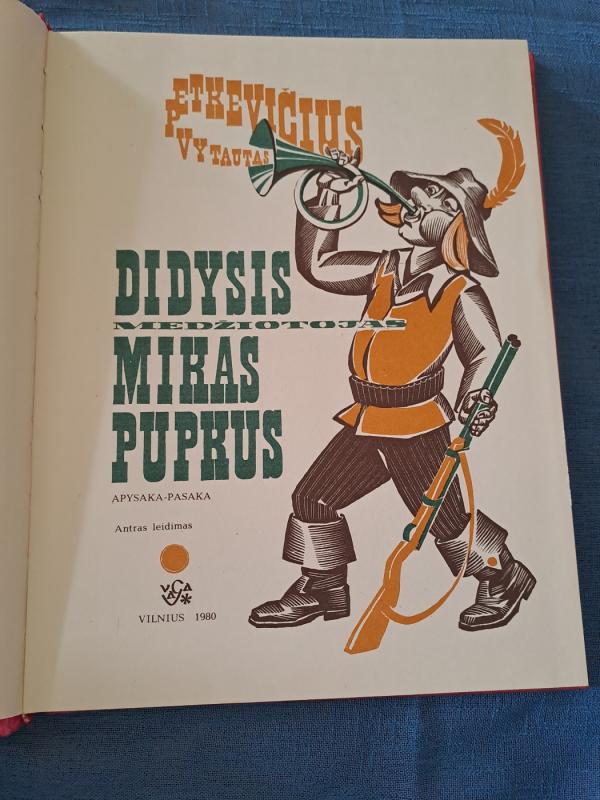 PETKEVIČIUS
VYTAUTAS
DIDYSIS
MEDŽIOTOJAS
MIKAS
PUPKUS
APYSAKA-PASAKA
Antras leidimas
VAGA
VILNIUS 1980